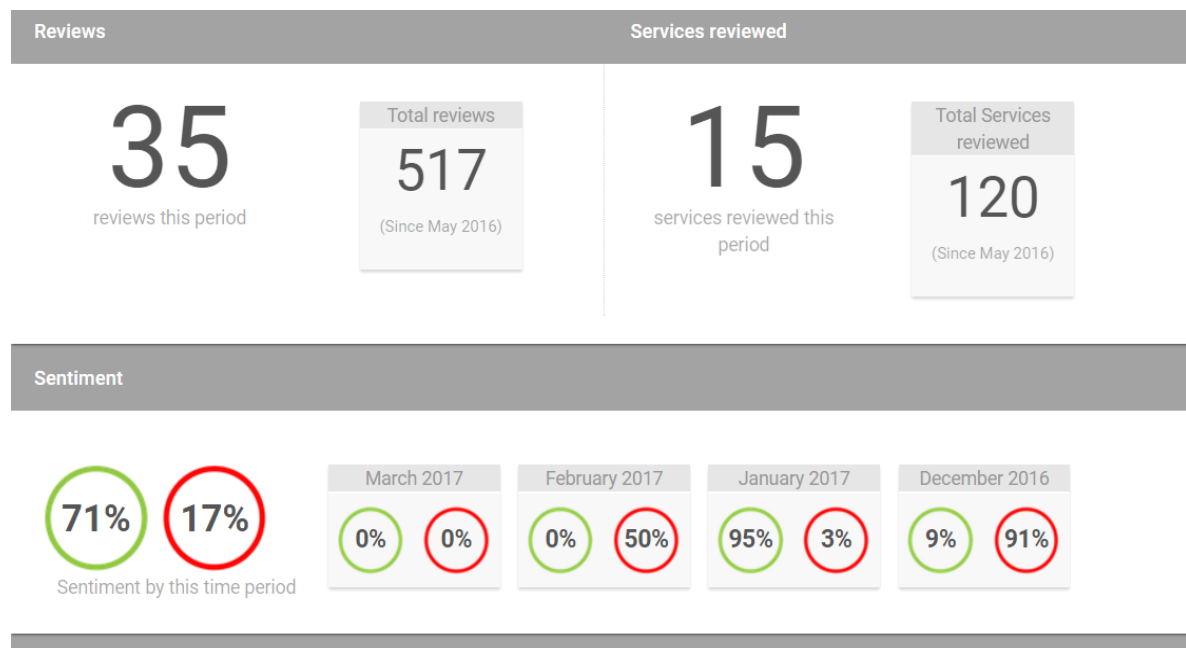 Reviews
Services reviewed
35
reviews this period
Total reviews
517
(Since May 2016)
15
services reviewed this
period
Total Services
reviewed
120
(Since May 2016)
Sentiment
71%
17%
Sentiment by this time period
March 2017
0%
0%
February 2017
0%
50%
January 2017
95%
3%
December 2016
9%
91%